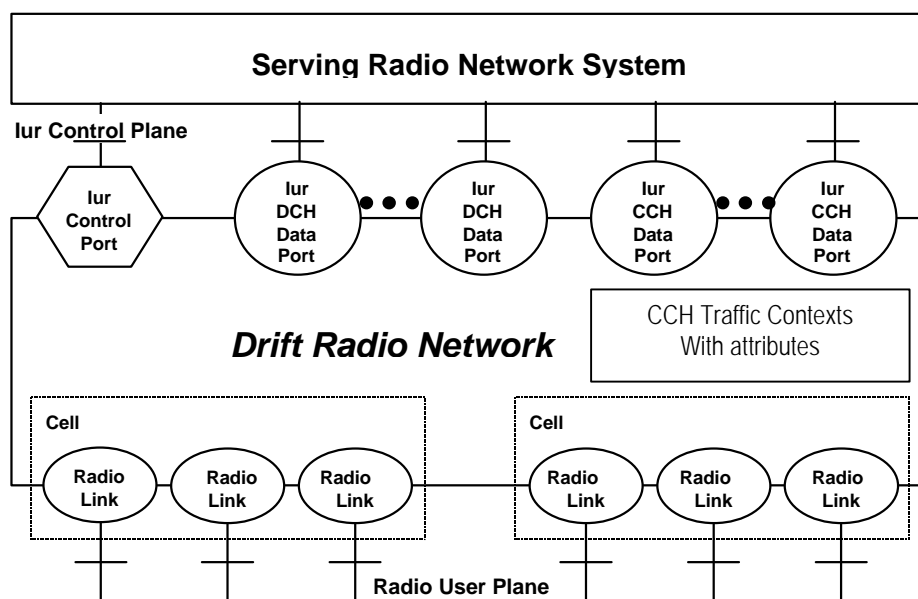 Serving Radio Network System
Iur Control Plane
Iur
Control
Port
Iur
DCH
Data
Port
Iur
DCH
Data
Port
Iur
CCH
Data
Port
Iur
CCH
Data
Port
CCH Traffic Contexts
With attributes
Drift Radio Network
Cell
Radio
Link
Radio
Link
Radio
Link
Cell
Radio
Link
Radio
Link
Radio
Link
Radio User Plane